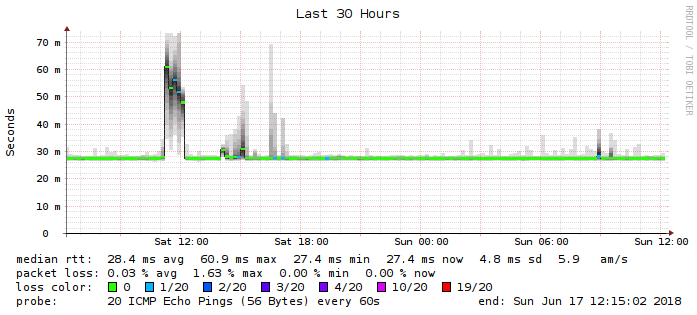 Last 30 Hours
RRDTOOL / TOBI OETIKER
Seconds
70 m
60 m
50 m
40 m
30 m
20 m
10 m
0
Sat 12:00 Sat 18:00 Sun 00:00 Sun 06:00 Sun 12:00
median rtt: 28.4 ms avg 60.9 ms max 27.4 ms min 27.4 ms now 4.8 ms sd 5.9 am/s
packet loss: 0.03 % avg 1.63 % max 0.00 % min 0.00 % now
loss color: 0 1/20 2/20 3/20 4/20 10/20 19/20
probe: 20 ICMP Echo Pings (56 Bytes) every 60s end: Sun Jun 17 12:15:02 2018